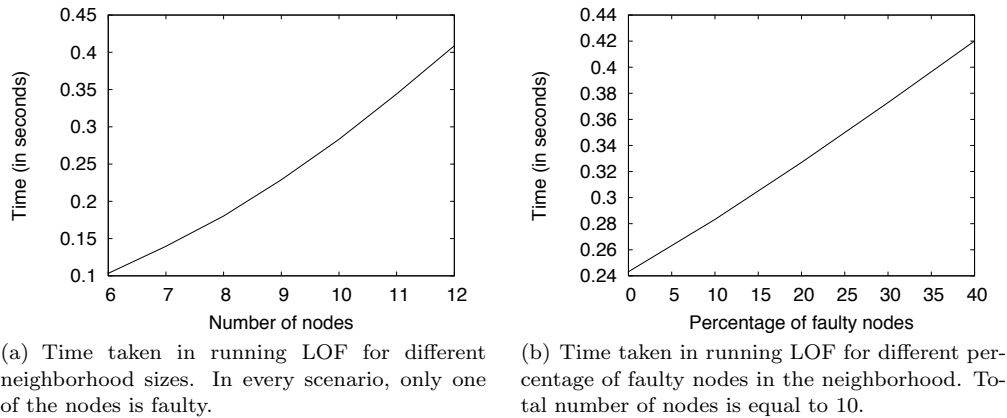 0.45
0.4
0.35
0.3
0.25
0.2
0.15
0.1
Time (in seconds)
6 7 8 9 10 11 12
Number of nodes
(a) Time taken in running LOF for different
neighborhood sizes. In every scenario, only one
of the nodes is faulty.
0.44
0.42
0.4
0.38
0.36
0.34
0.32
0.3
0.28
0.26
0.24
Time (in seconds)
0 5 10 15 20 25 30 35 40
Percentage of faulty nodes
(b) Time taken in running LOF for different per-
centage of faulty nodes in the neighborhood. To-
tal number of nodes is equal to 10.